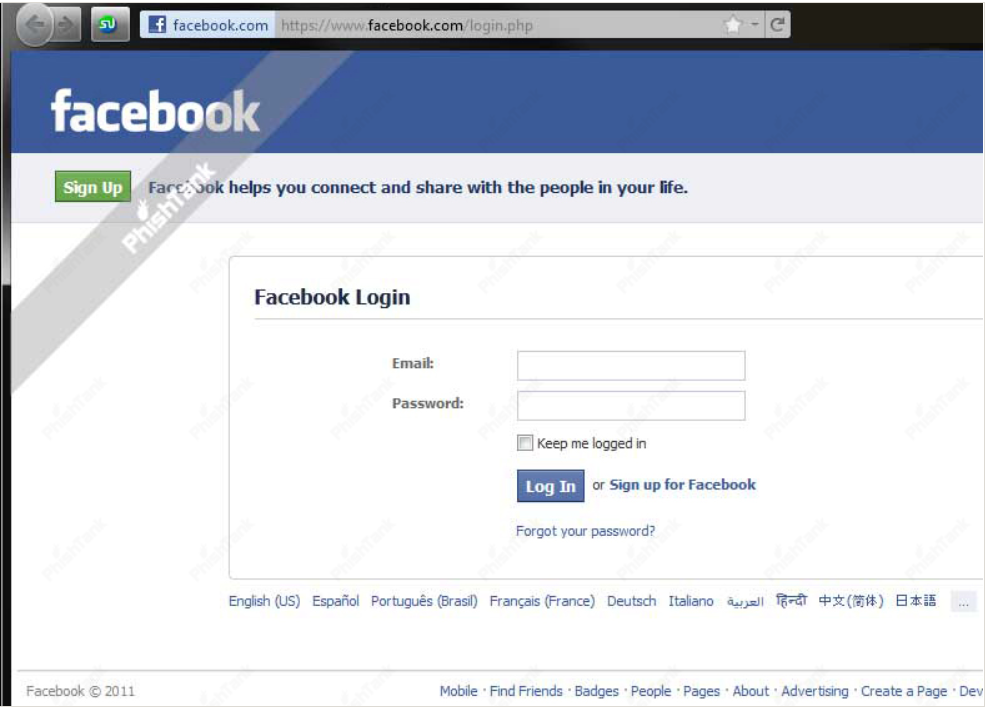 facebook.com https://www.facebook.com/login.php
facebook
Sign Up Facebook helps you connect and share with the people in your life.
PhishTank
Facebook Login
Email:
Password:
Keep me logged in
Log In or Sign up for Facebook
Forgot your password?
English (US) Español Português (Brasil) Français (France) Deutsch Italiano العربية हिन्दी 中文(简体) 日本語 ...
Facebook © 2011 Mobile · Find Friends · Badges · People · Pages · About · Advertising · Create a Page · Dev